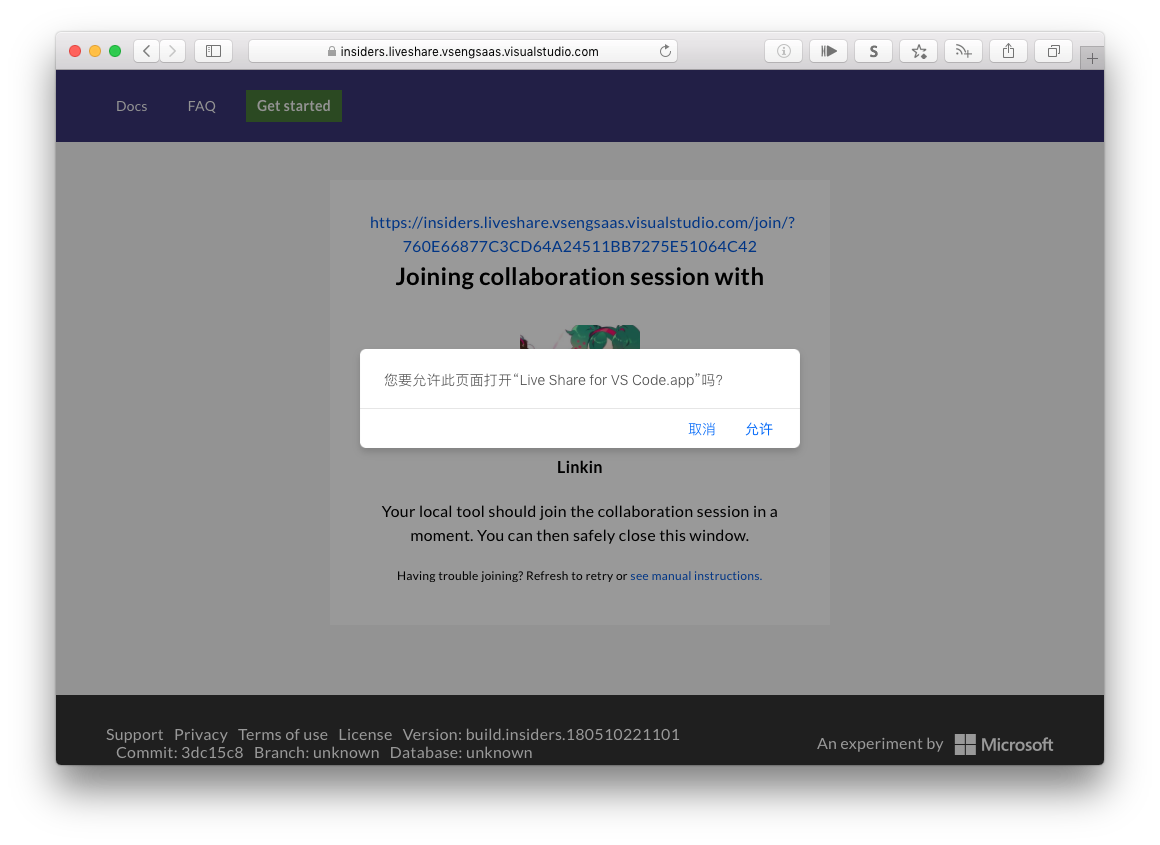 insiders.liveshare.vsengsaas.visualstudio.com
S
Docs FAQ Get started
https://insiders.liveshare.vsengsaas.visualstudio.com/join/?
760E66877C3CD64A24511BB7275E51064C42
Joining collaboration session with
您要允许此页面打开“Live Share for VS Code.app”吗?
取消 允许
Linkin
Your local tool should join the collaboration session in a
moment. You can then safely close this window.
Having trouble joining? Refresh to retry or see manual instructions.
Support Privacy Terms of use License Version: build.insiders.180510221101
Commit: 3dc15c8 Branch: unknown Database: unknown
An experiment by Microsoft